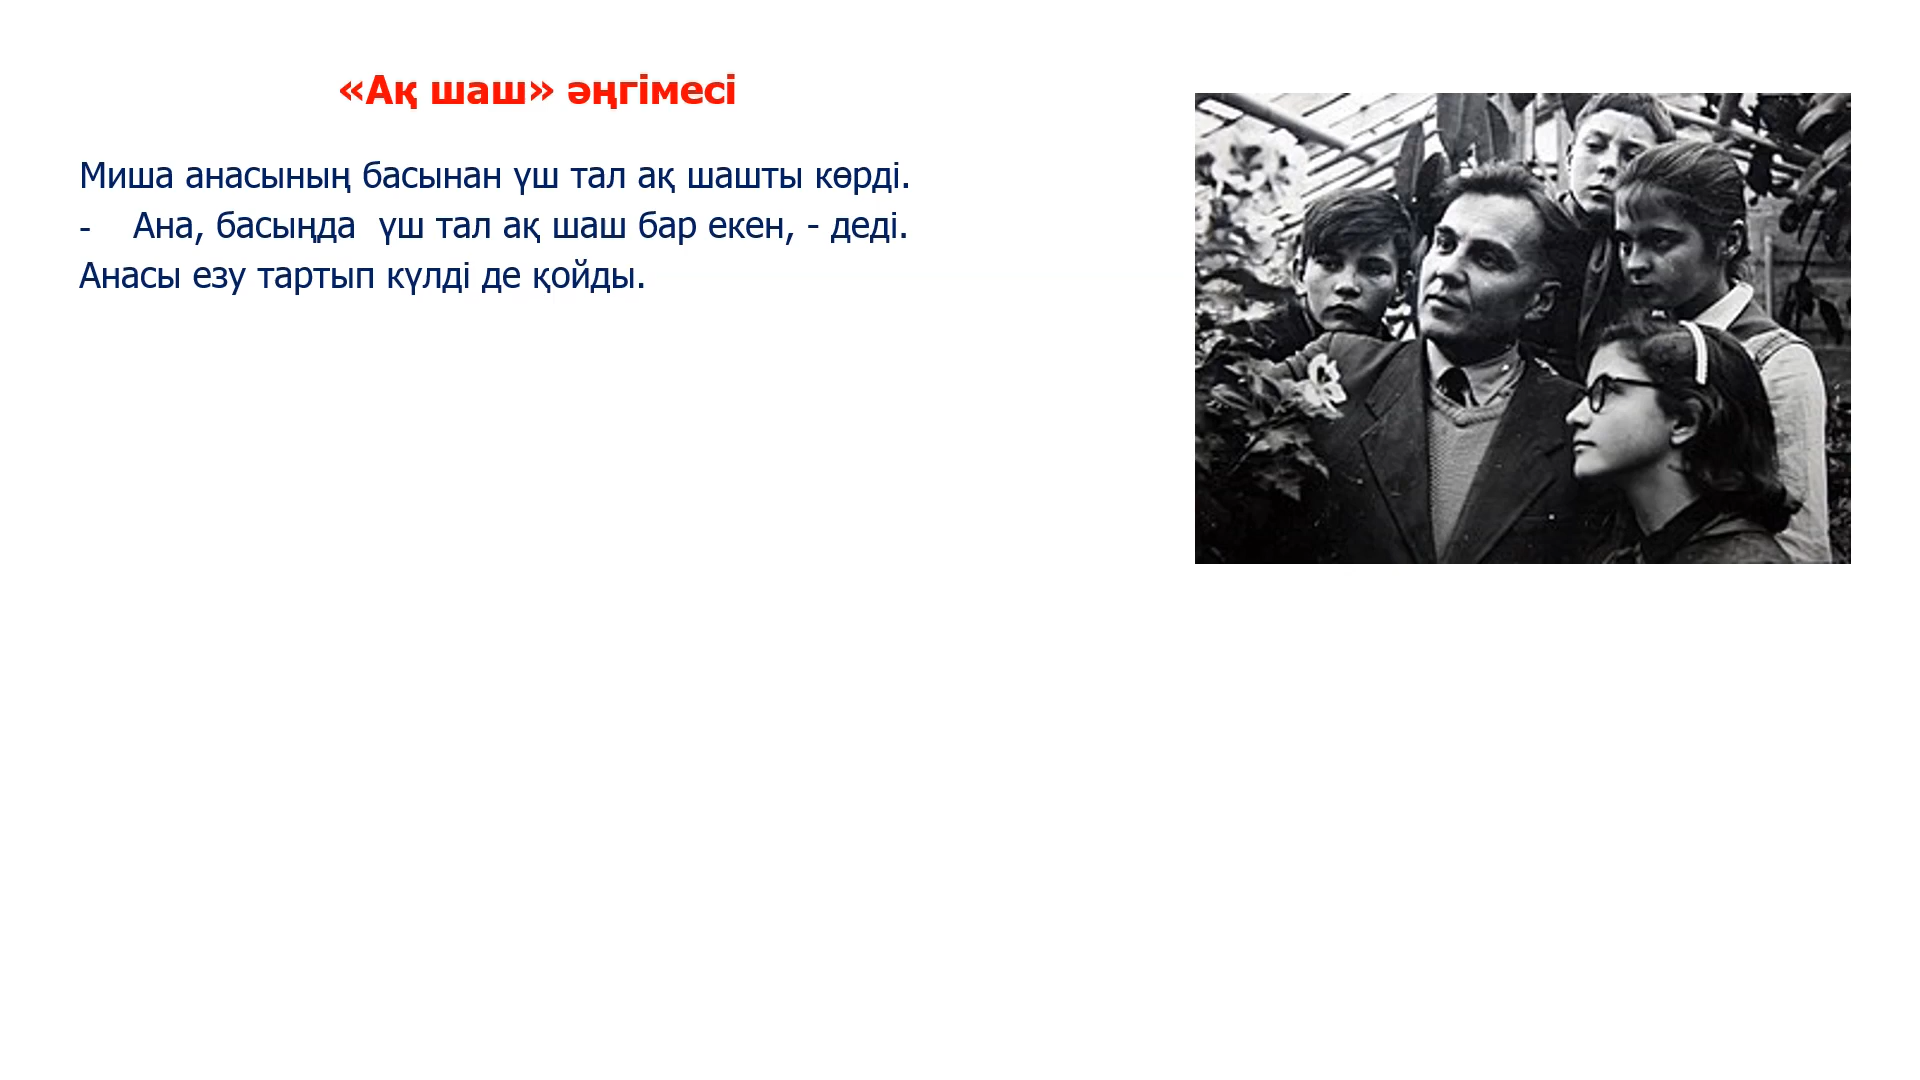 «Ақ шаш» әңгімесі
Миша анасының басынан үш тал ақ шашты көрді.
- Ана, басыңда  үш тал ақ шаш бар екен, - деді.
Анасы езу тартып күлді де қойды.